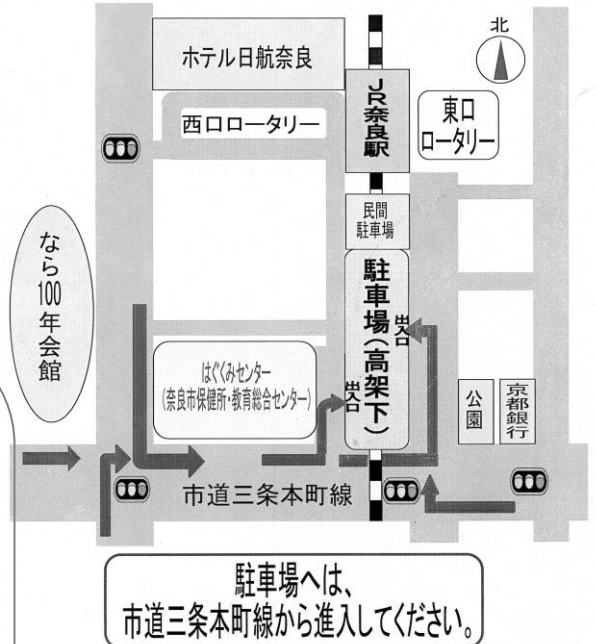 北
ホテル日航奈良
JR奈良駅
東口
ロータリー
西口ロータリー
民間
駐車場
なら100年会館
駐車場(高架下)
出入口
はぐくみセンター
(奈良市保健所・教育総合センター)
出入口
公園
京都銀行
市道三条本町線
駐車場へは、
市道三条本町線から進入してください。